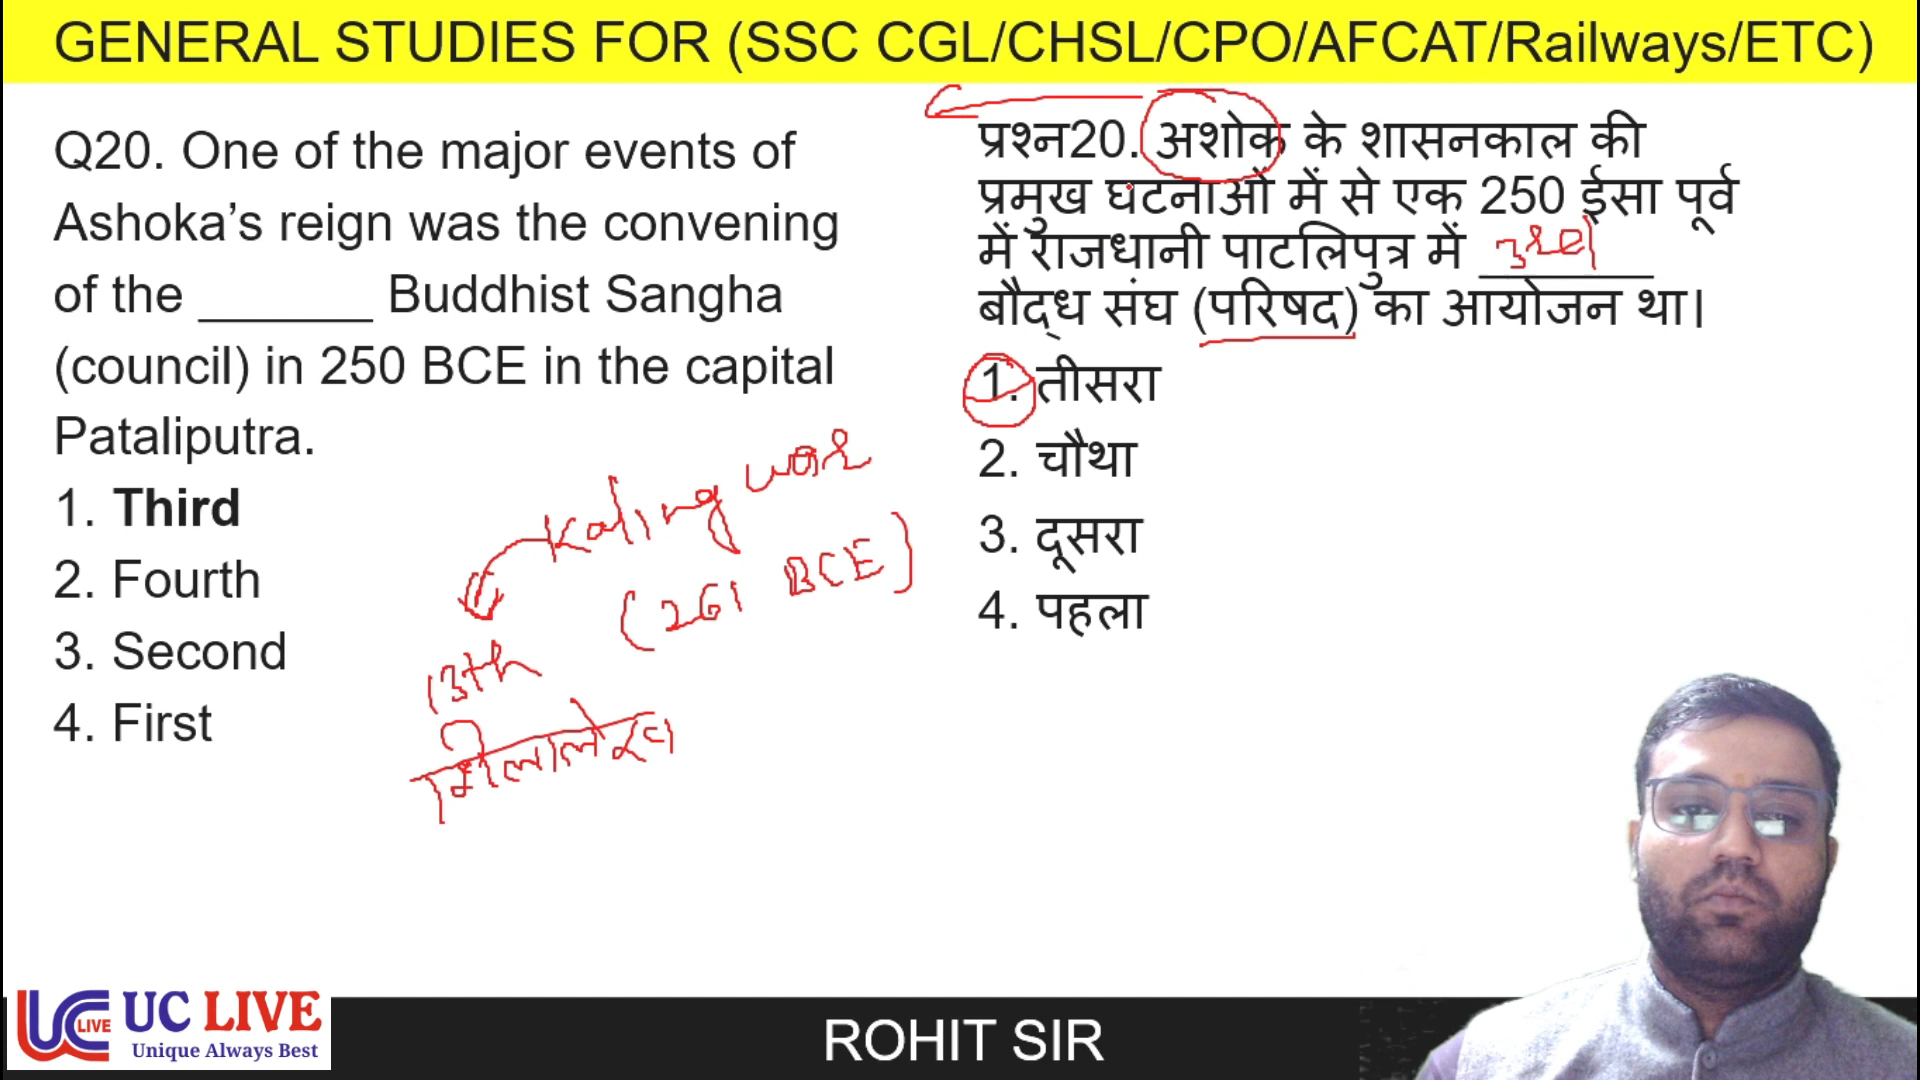 GENERAL STUDIES FOR (SSC CGL/CHSL/CPO/AFCAT/Railways/ETC)
Q20. One of the major events of
Ashoka’s reign was the convening
of the ______ Buddhist Sangha
(council) in 250 BCE in the capital
Pataliputra.
1. Third
2. Fourth
3. Second
4. First
Kaling war
(261 BCE)
13th
प्रश्न20. अशोक के शासनकाल की
प्रमुख घटनाओं में से एक 250 ईसा पूर्व
में राजधानी पाटलिपुत्र में ______
बौद्ध संघ (परिषद) का आयोजन था।
1. तीसरा
2. चौथा
3. दूसरा
4. पहला
UC LIVE
LIVE
Unique Always Best
ROHIT SIR